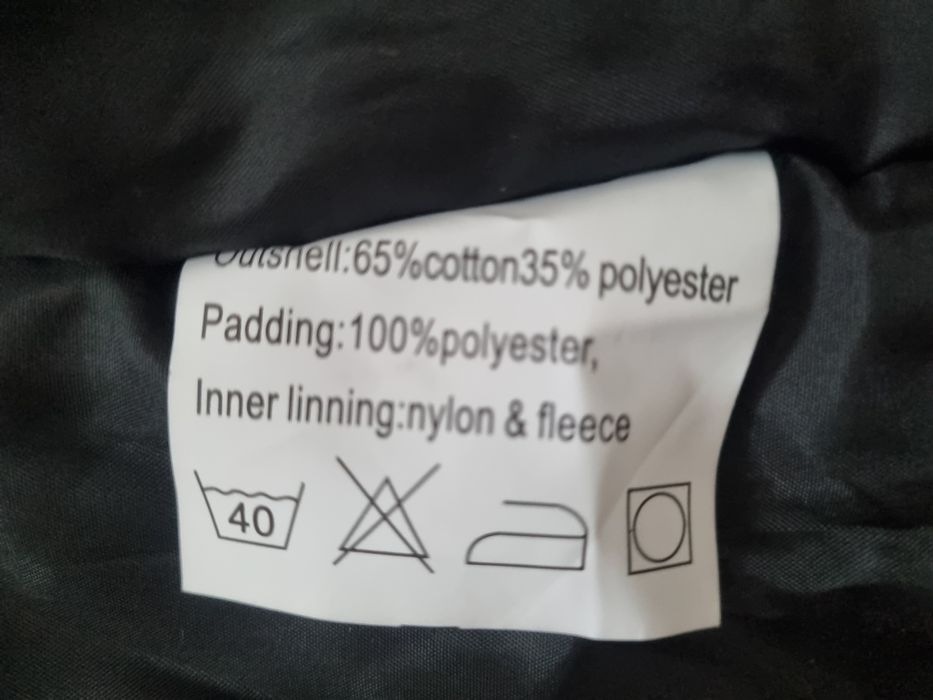 Outshell:65%cotton35% polyester
Padding:100%polyester,
Inner linning:nylon & fleece
40